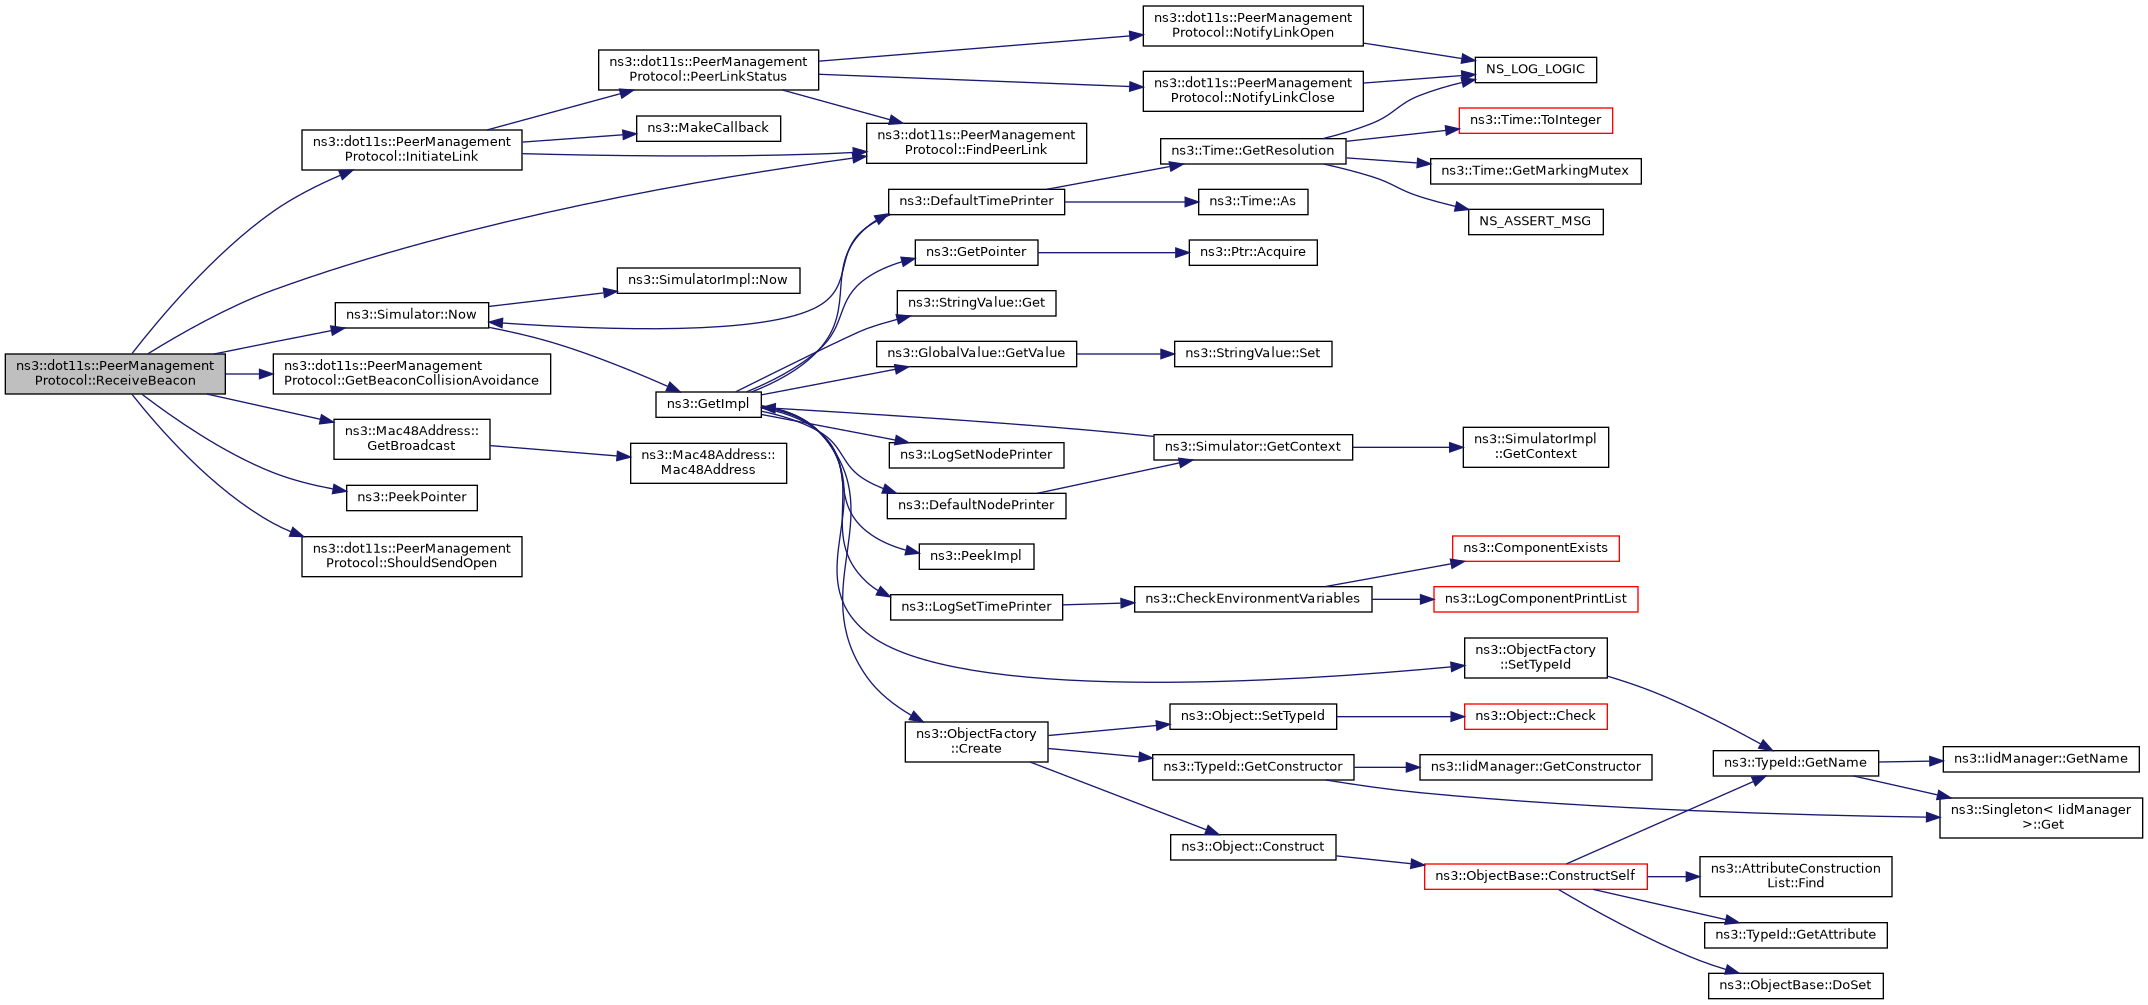 ns3::dot11s::PeerManagement
Protocol::ReceiveBeacon
ns3::dot11s::PeerManagement
Protocol::InitiateLink
ns3::Simulator::Now
ns3::dot11s::PeerManagement
Protocol::GetBeaconCollisionAvoidance
ns3::Mac48Address::
GetBroadcast
ns3::PeekPointer
ns3::dot11s::PeerManagement
Protocol::ShouldSendOpen
ns3::dot11s::PeerManagement
Protocol::PeerLinkStatus
ns3::MakeCallback
ns3::SimulatorImpl::Now
ns3::GetImpl
ns3::Mac48Address::
Mac48Address
ns3::dot11s::PeerManagement
Protocol::FindPeerLink
ns3::DefaultTimePrinter
ns3::GetPointer
ns3::StringValue::Get
ns3::GlobalValue::GetValue
ns3::LogSetNodePrinter
ns3::DefaultNodePrinter
ns3::PeekImpl
ns3::LogSetTimePrinter
ns3::ObjectFactory
::Create
ns3::dot11s::PeerManagement
Protocol::NotifyLinkOpen
ns3::dot11s::PeerManagement
Protocol::NotifyLinkClose
ns3::Time::GetResolution
ns3::Time::As
ns3::Ptr::Acquire
ns3::StringValue::Set
ns3::Simulator::GetContext
ns3::CheckEnvironmentVariables
ns3::Object::SetTypeId
ns3::TypeId::GetConstructor
ns3::Object::Construct
NS_LOG_LOGIC
ns3::Time::ToInteger
ns3::Time::GetMarkingMutex
NS_ASSERT_MSG
ns3::SimulatorImpl
::GetContext
ns3::ComponentExists
ns3::LogComponentPrintList
ns3::ObjectFactory
::SetTypeId
ns3::Object::Check
ns3::IidManager::GetConstructor
ns3::ObjectBase::ConstructSelf
ns3::TypeId::GetName
ns3::AttributeConstruction
List::Find
ns3::TypeId::GetAttribute
ns3::ObjectBase::DoSet
ns3::IidManager::GetName
ns3::Singleton< IidManager
>::Get